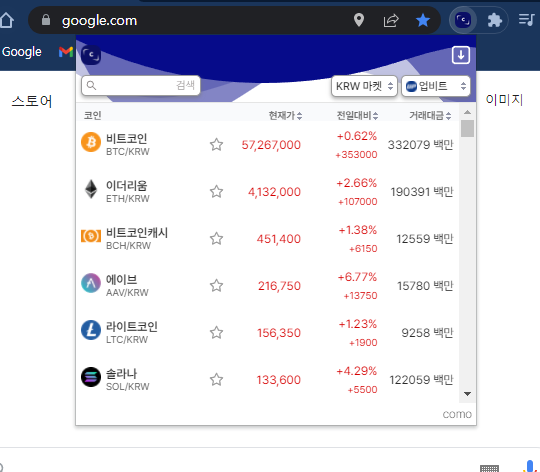 google.com
Google
스토어
이미지
검색
KRW 마켓
업비트
코인 현재가 전일대비 거래대금
비트코인 57,267,000 +0.62% 332079 백만
BTC/KRW +353000
이더리움 4,132,000 +2.66% 190391 백만
ETH/KRW +107000
비트코인캐시 451,400 +1.38% 12559 백만
BCH/KRW +6150
에이브 216,750 +6.77% 15780 백만
AAV/KRW +13750
라이트코인 156,350 +1.23% 9258 백만
LTC/KRW +1900
솔라나 133,600 +4.29% 122059 백만
SOL/KRW +5500
como